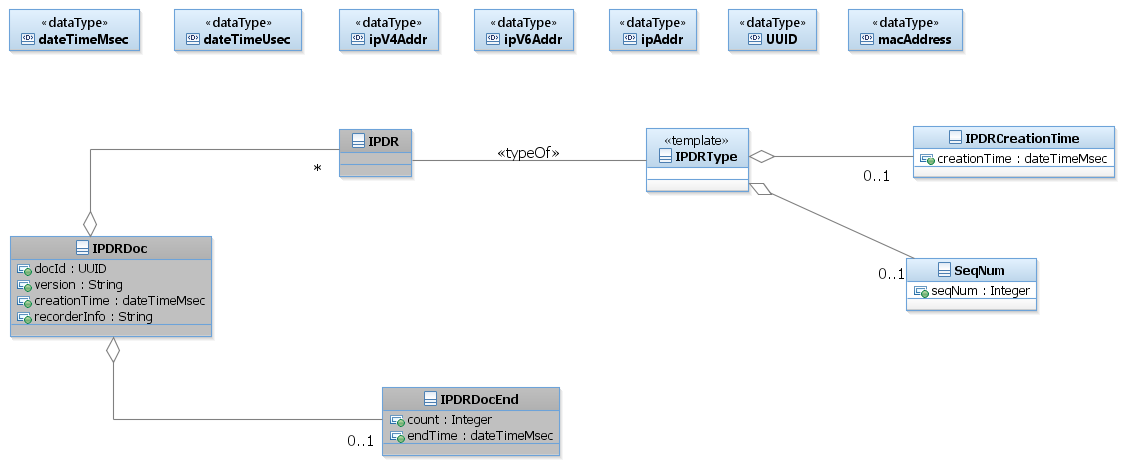 «dataType»
dateTimeMsec
«dataType»
dateTimeUsec
«dataType»
ipV4Addr
«dataType»
ipV6Addr
«dataType»
ipAddr
«dataType»
UUID
«dataType»
macAddress
IPDR
*
«typeOf»
«template»
IPDRType
IPDRCreationTime
creationTime : dateTimeMsec
0..1
IPDRDoc
docId : UUID
version : String
creationTime : dateTimeMsec
recorderInfo : String
0..1
SeqNum
seqNum : Integer
IPDRDocEnd
count : Integer
endTime : dateTimeMsec
0..1